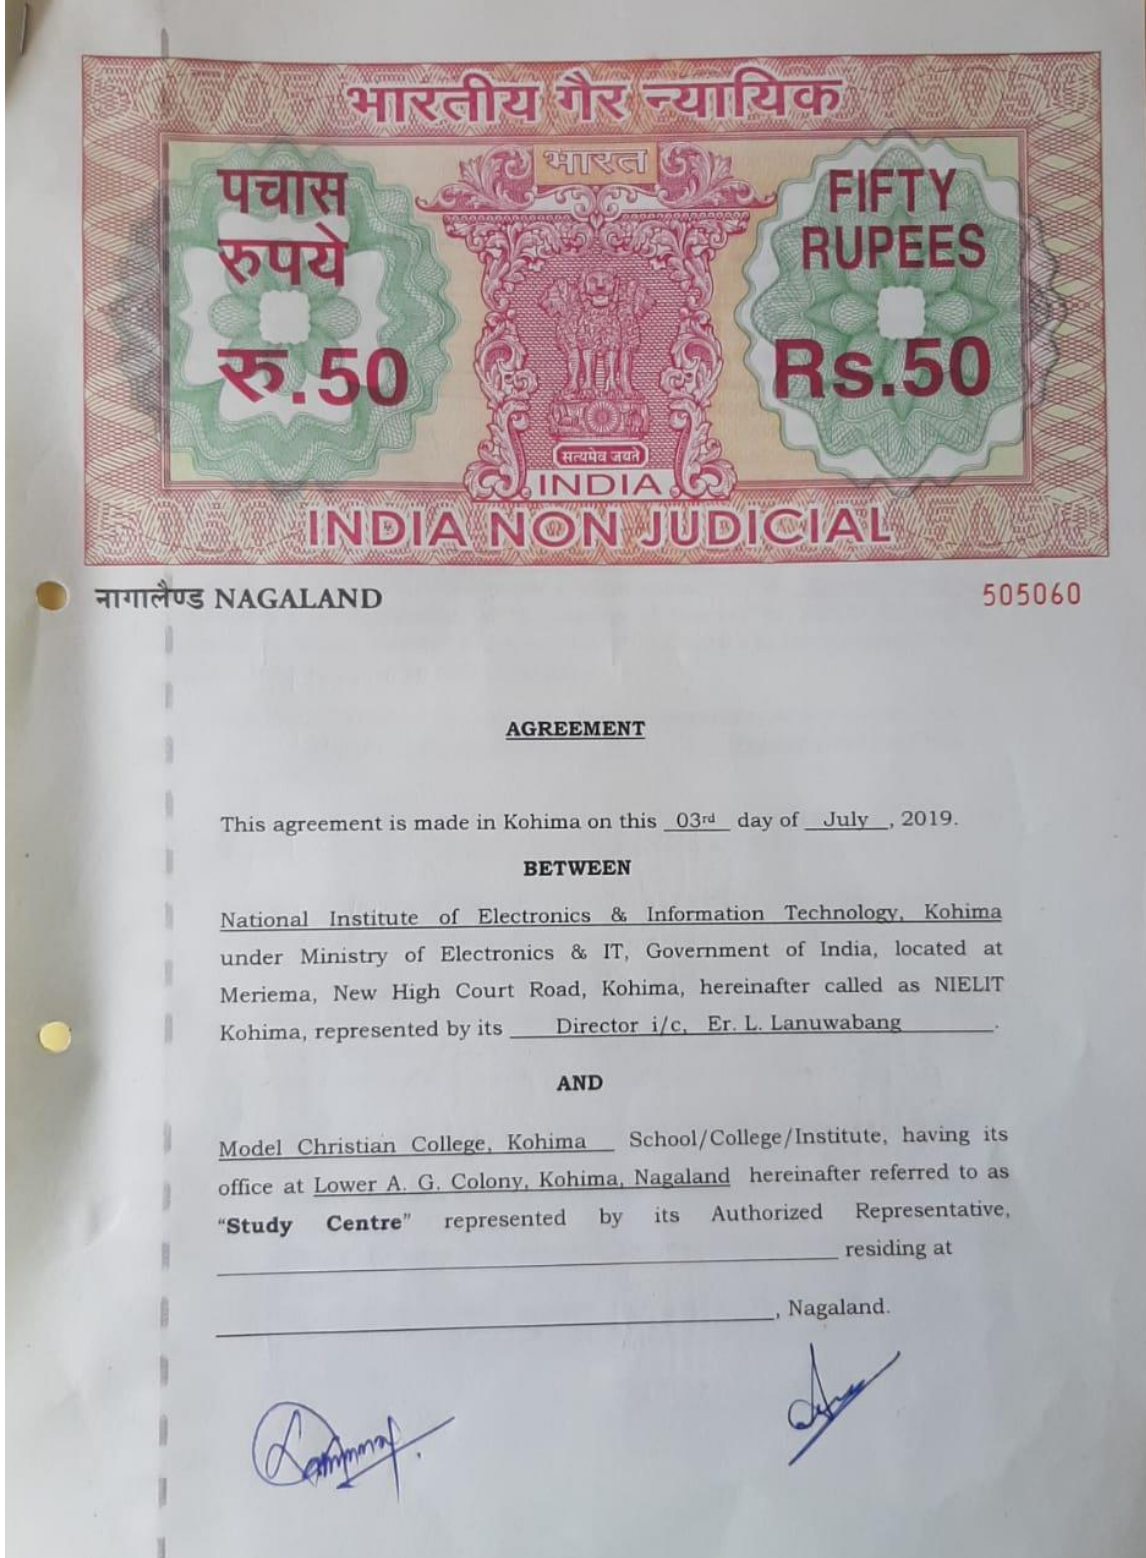 भारतीय गैर न्यायिक
भारत
पचास
रुपये
रु.50
FIFTY
RUPEES
Rs.50
सत्यमेव जयते
INDIA
INDIA NON JUDICIAL
नागालैण्ड NAGALAND
505060
AGREEMENT
This agreement is made in Kohima on this 03rd day of July, 2019.
BETWEEN
National Institute of Electronics & Information Technology, Kohima
under Ministry of Electronics & IT, Government of India, located at
Meriema, New High Court Road, Kohima, hereinafter called as NIELIT
Kohima, represented by its Director i/c, Er. L. Lanuwabang.
AND
Model Christian College, Kohima School/College/Institute, having its
office at Lower A. G. Colony, Kohima, Nagaland hereinafter referred to as
“Study Centre” represented by its Authorized Representative,
residing at
, Nagaland.